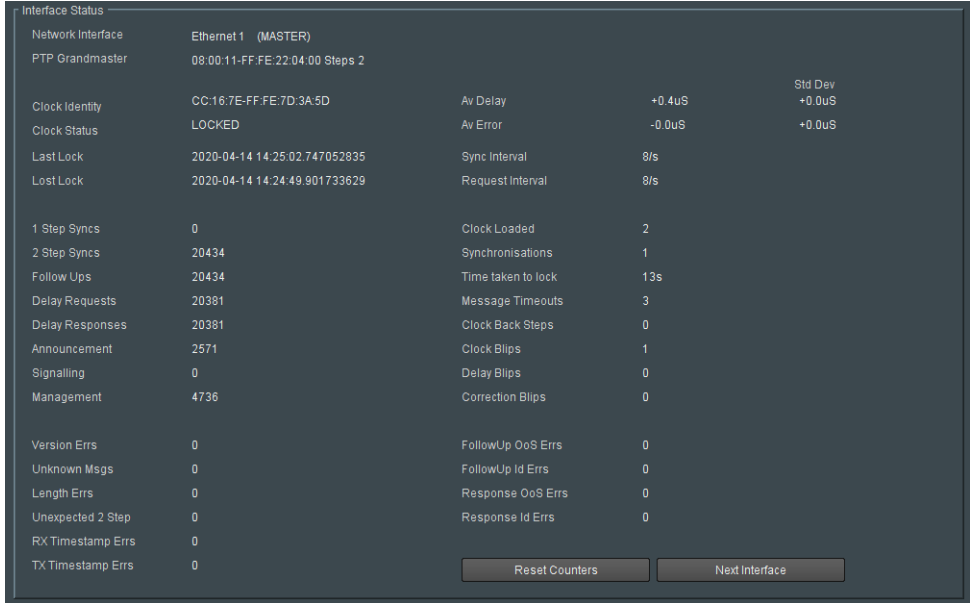 Interface Status
Network Interface Ethernet 1 (MASTER)
PTP Grandmaster 08:00:11-FF:FE:22:04:00 Steps 2
Std Dev
Clock Identity CC:16:7E-FF:FE:7D:3A:5D Av Delay +0.4uS +0.0uS
Clock Status LOCKED Av Error -0.0uS +0.0uS
Last Lock 2020-04-14 14:25:02.747052835 Sync Interval 8/s
Lost Lock 2020-04-14 14:24:49.901733629 Request Interval 8/s
1 Step Syncs 0 Clock Loaded 2
2 Step Syncs 20434 Synchronisations 1
Follow Ups 20434 Time taken to lock 13s
Delay Requests 20381 Message Timeouts 3
Delay Responses 20381 Clock Back Steps 0
Announcement 2571 Clock Blips 1
Signalling 0 Delay Blips 0
Management 4736 Correction Blips 0
Version Errs 0 FollowUp OoS Errs 0
Unknown Msgs 0 FollowUp Id Errs 0
Length Errs 0 Response OoS Errs 0
Unexpected 2 Step 0 Response Id Errs 0
RX Timestamp Errs 0
TX Timestamp Errs 0 Reset Counters Next Interface